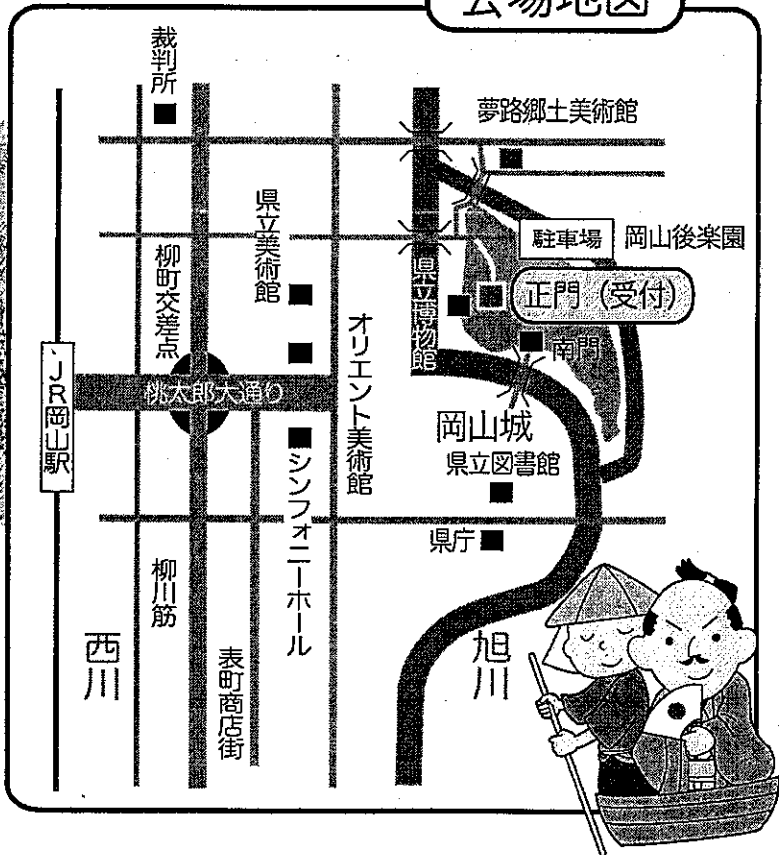 会場地図
裁判所
夢路郷土美術館
県立美術館
柳町交差点
駐車場
岡山後楽園
県立博物館
正門（受付）
南門
オリエント美術館
JR岡山駅
桃太郎大通り
岡山城
県立図書館
シンフォニーホール
県庁
柳川筋
西川
表町商店街
旭川